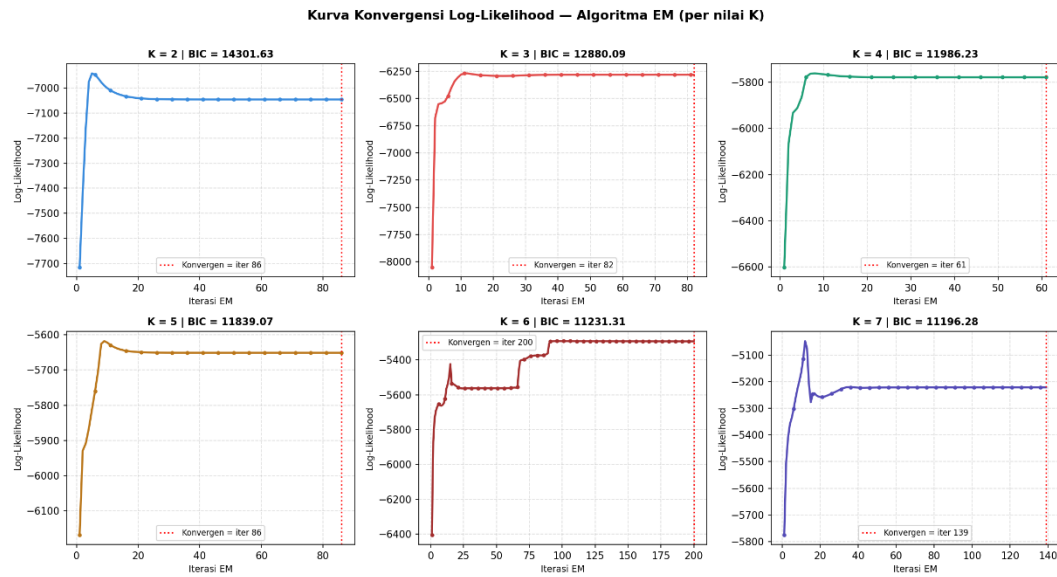 Kurva Konvergensi Log-Likelihood — Algoritma EM (per nilai K)
K = 2 | BIC = 14301.63
−7000
−7100
−7200
−7300
−7400
−7500
−7600
−7700
Log-Likelihood
Konvergen = iter 86
0 20 40 60 80
Iterasi EM
K = 3 | BIC = 12880.09
−6250
−6500
−6750
−7000
−7250
−7500
−7750
−8000
Log-Likelihood
Konvergen = iter 82
0 10 20 30 40 50 60 70 80
Iterasi EM
K = 4 | BIC = 11986.23
−5800
−6000
−6200
−6400
−6600
Log-Likelihood
Konvergen = iter 61
0 10 20 30 40 50 60
Iterasi EM
K = 5 | BIC = 11839.07
−5600
−5700
−5800
−5900
−6000
−6100
Log-Likelihood
Konvergen = iter 86
0 20 40 60 80
Iterasi EM
K = 6 | BIC = 11231.31
Konvergen = iter 200
−5400
−5600
−5800
−6000
−6200
−6400
Log-Likelihood
0 25 50 75 100 125 150 175 200
Iterasi EM
K = 7 | BIC = 11196.28
−5100
−5200
−5300
−5400
−5500
−5600
−5700
−5800
Log-Likelihood
Konvergen = iter 139
0 20 40 60 80 100 120 140
Iterasi EM